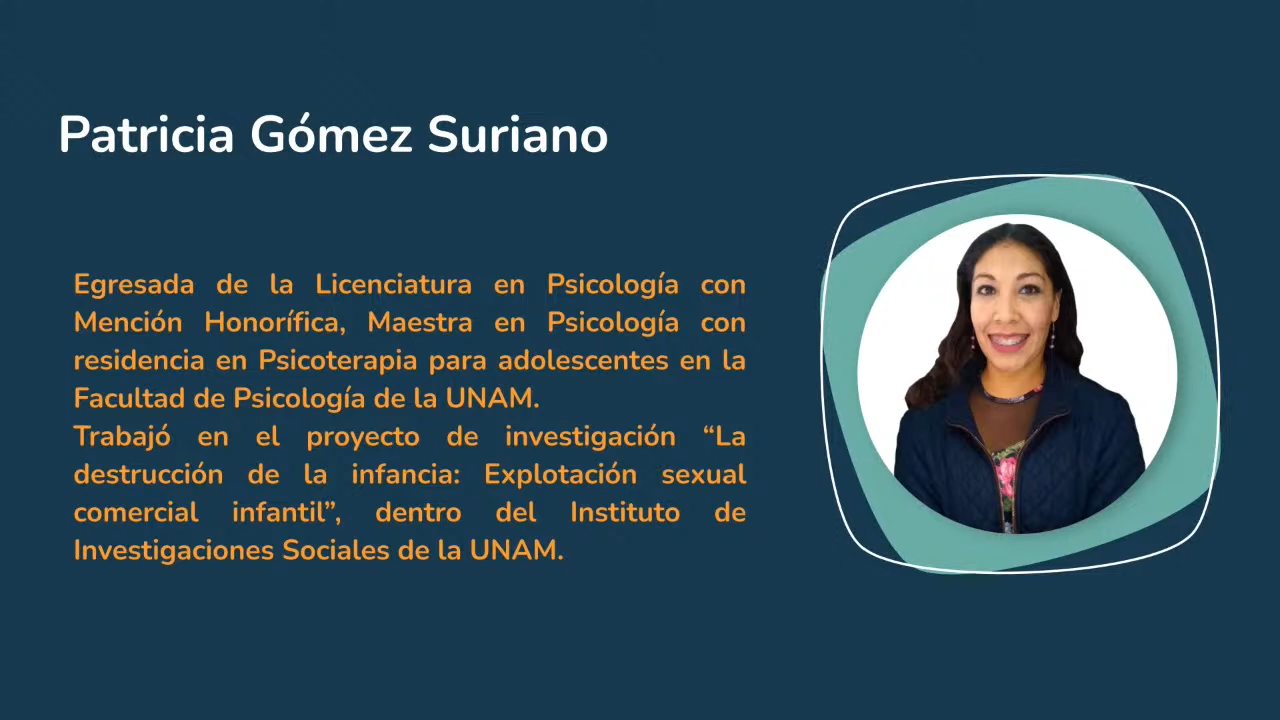 Patricia Gómez Suriano
Egresada de la Licenciatura en Psicología con
Mención Honorífica, Maestra en Psicología con
residencia en Psicoterapia para adolescentes en la
Facultad de Psicología de la UNAM.
Trabajó en el proyecto de investigación “La
destrucción de la infancia: Explotación sexual
comercial infantil”, dentro del Instituto de
Investigaciones Sociales de la UNAM.